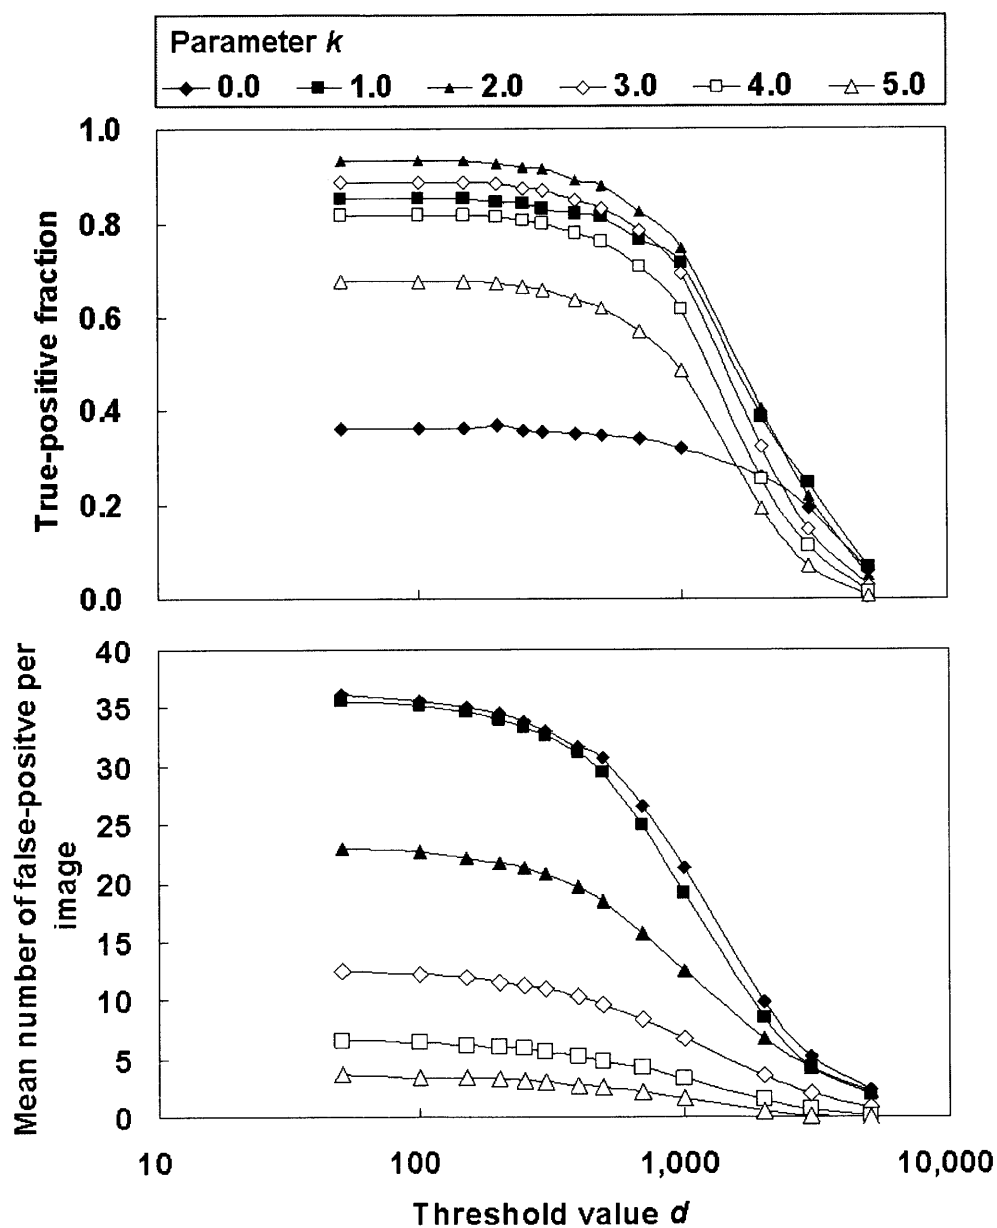 Parameter k
0.0 1.0 2.0 3.0 4.0 5.0
1.0
0.8
0.6
0.4
0.2
0.0
True-positive fraction
40
35
30
25
20
15
10
5
0
Mean number of false-positve per
image
10 100 1,000 10,000
Threshold value d